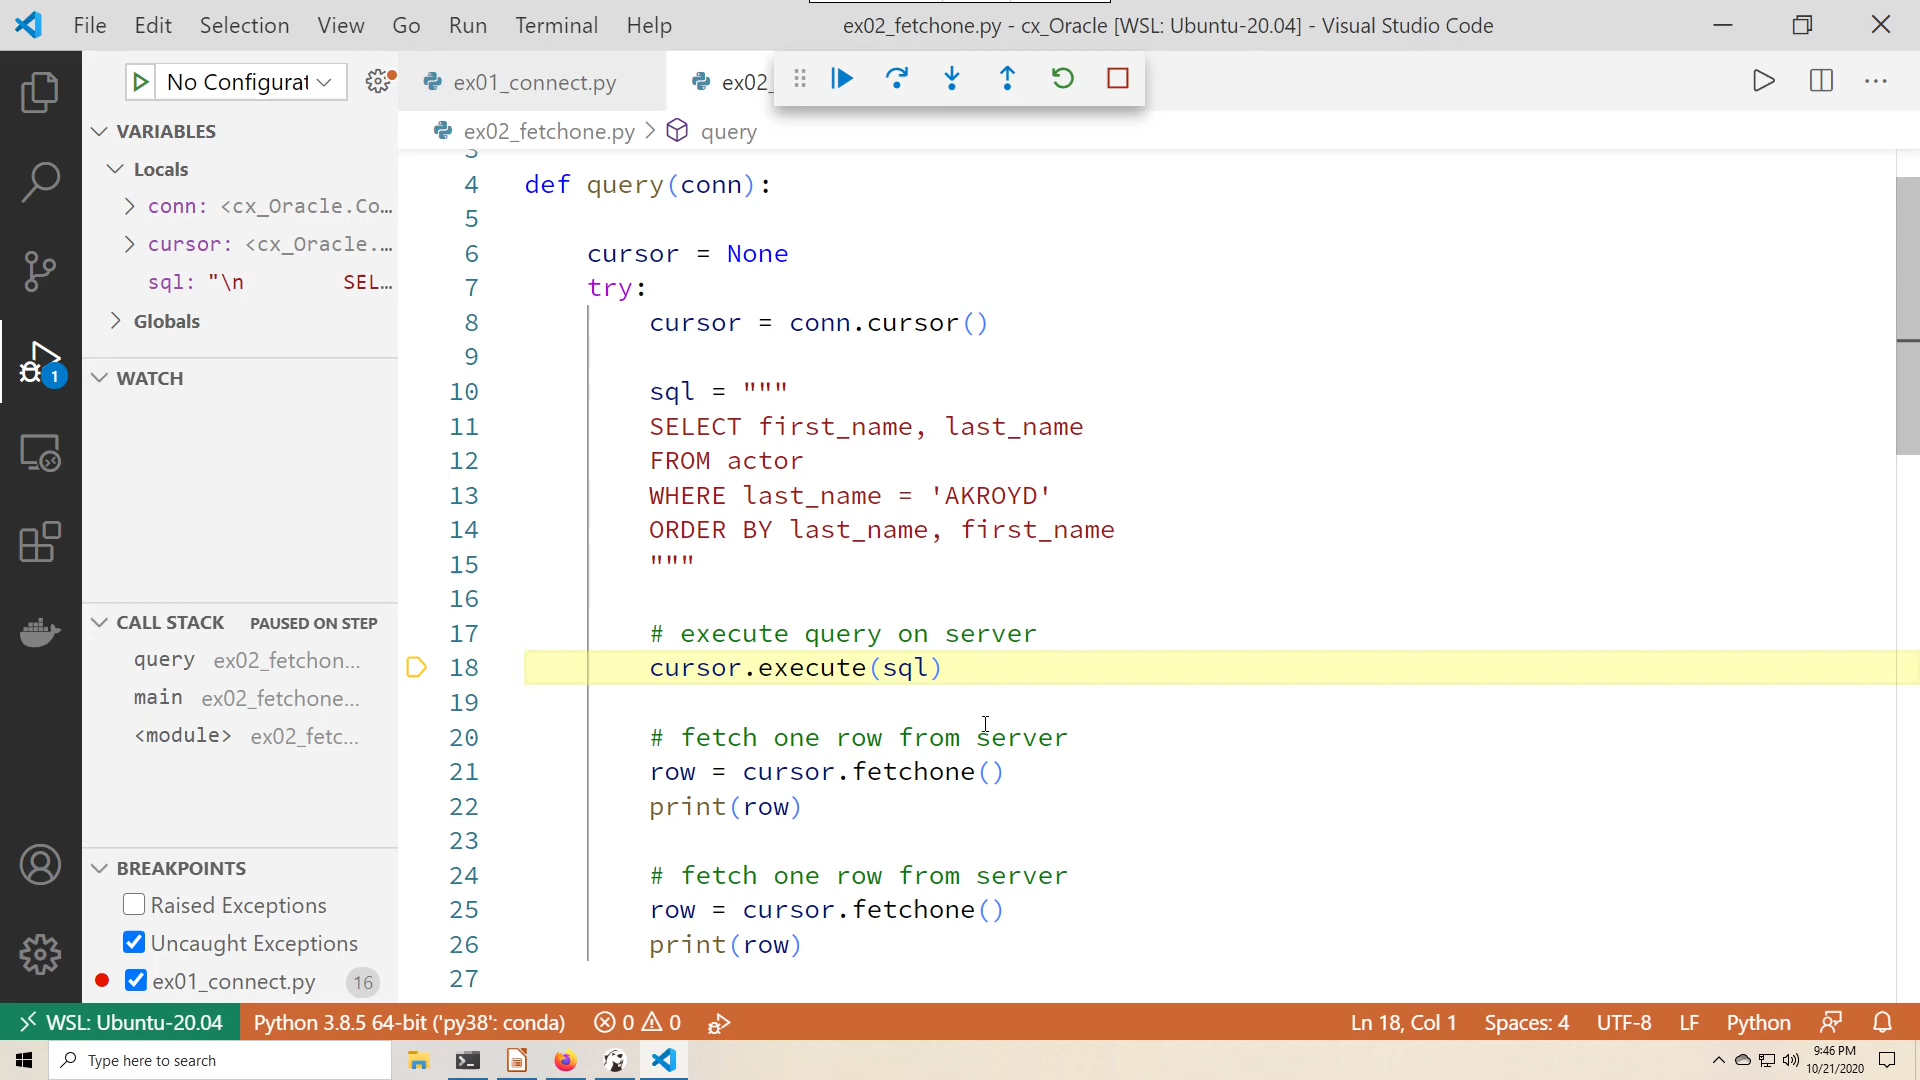 File Edit Selection View Go Run Terminal Help
ex02_fetchone.py - cx_Oracle [WSL: Ubuntu-20.04] - Visual Studio Code
No Configurat
ex01_connect.py
ex02_
VARIABLES
Locals
conn: <cx_Oracle.Co...
cursor: <cx_Oracle....
sql: "\n SEL...
Globals
WATCH
CALL STACK PAUSED ON STEP
query ex02_fetchon...
main ex02_fetchone...
<module> ex02_fetc...
BREAKPOINTS
Raised Exceptions
Uncaught Exceptions
ex01_connect.py 16
1
ex02_fetchone.py > query
3
4 def query(conn):
5
6 cursor = None
7 try:
8 cursor = conn.cursor()
9
10 sql = """
11 SELECT first_name, last_name
12 FROM actor
13 WHERE last_name = 'AKROYD'
14 ORDER BY last_name, first_name
15 """
16
17 # execute query on server
18 cursor.execute(sql)
19
20 # fetch one row from server
21 row = cursor.fetchone()
22 print(row)
23
24 # fetch one row from server
25 row = cursor.fetchone()
26 print(row)
27
WSL: Ubuntu-20.04 Python 3.8.5 64-bit ('py38': conda) 0 0 Ln 18, Col 1 Spaces: 4 UTF-8 LF Python
Type here to search
9:46 PM
10/21/2020